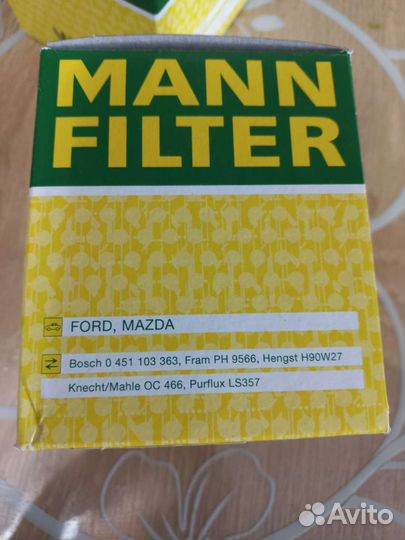 MANN
FILTER
FORD, MAZDA
Bosch 0 451 103 363, Fram PH 9566, Hengst H90W27
Knecht/Mahle OC 466, Purflux LS357
Avito